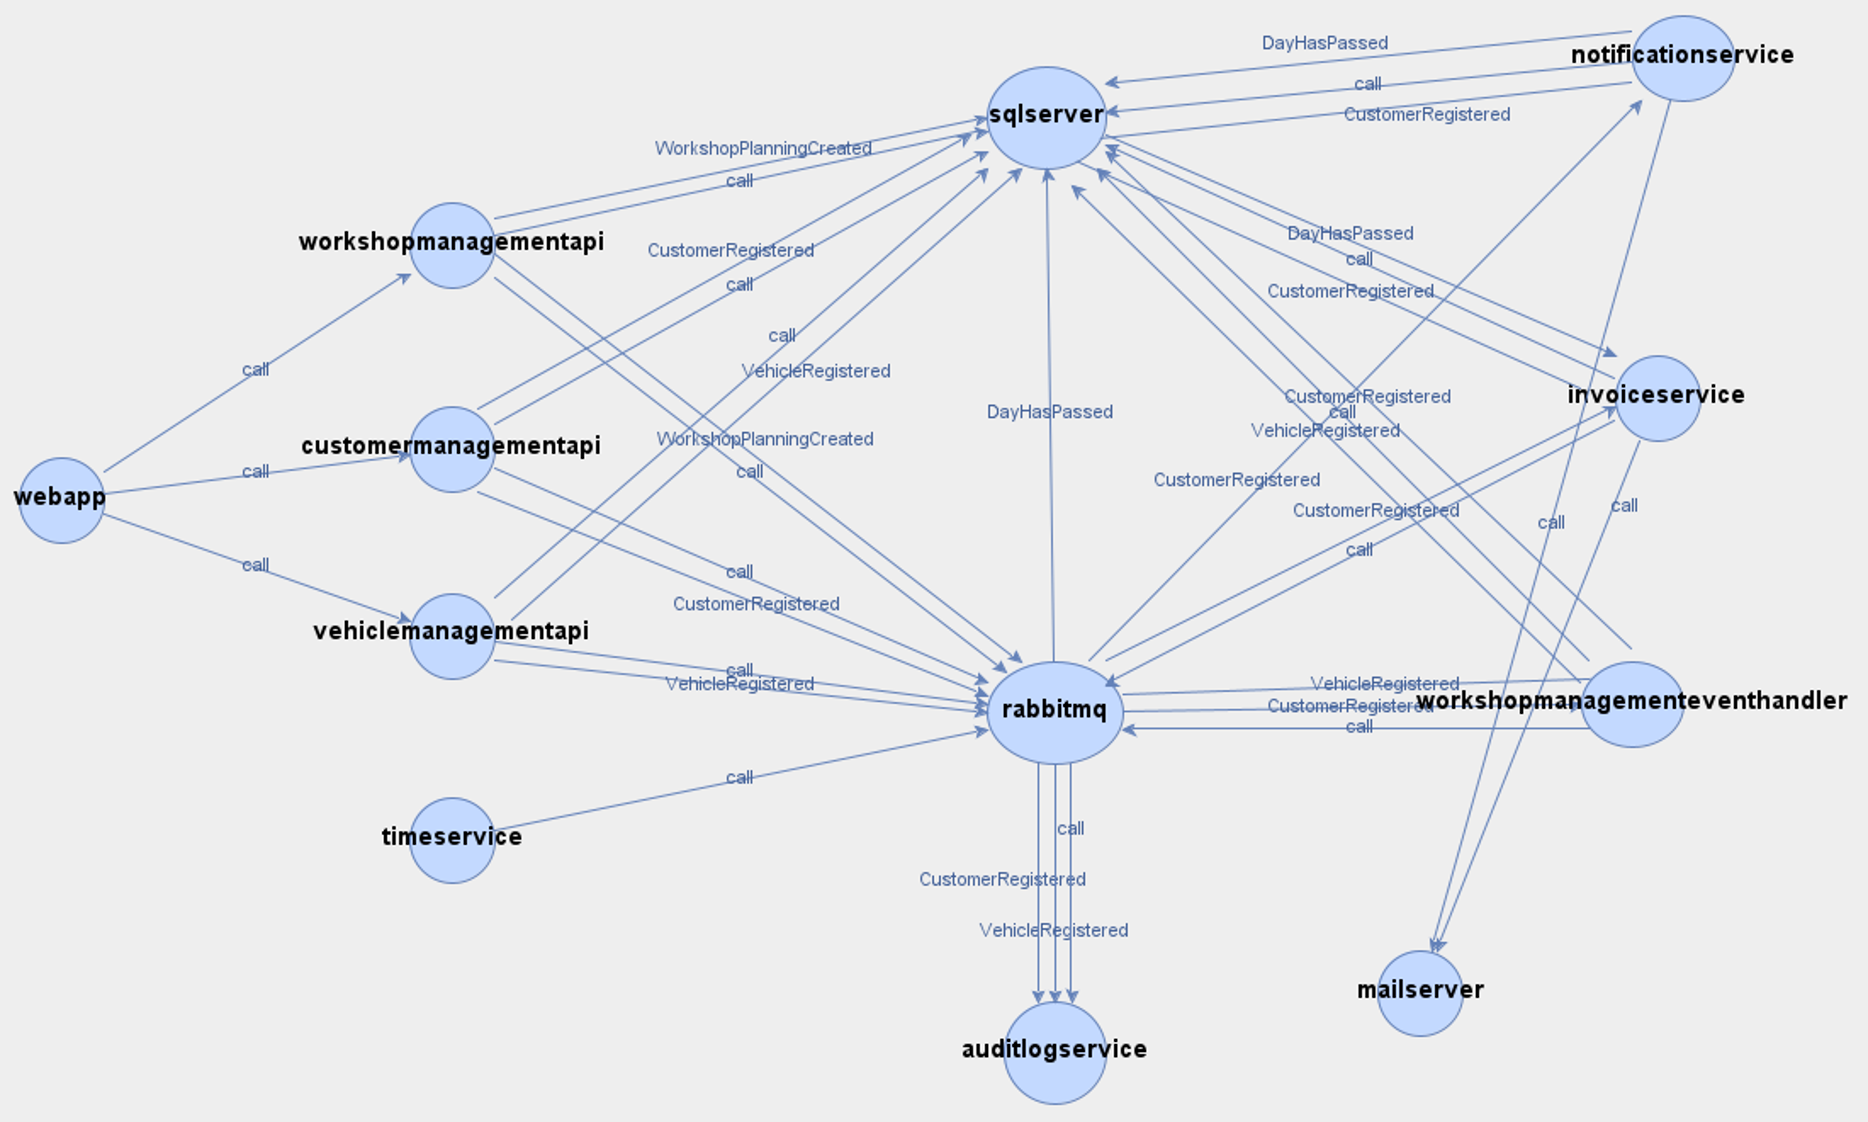 DayHasPassed
notificationservice
call
sqlserver
CustomerRegistered
WorkshopPlanningCreated
call
DayHasPassed
workshopmanagementapi
CustomerRegistered
call
call
CustomerRegistered
call
VehicleRegistered
call
invoiceservice
CustomerRegistered
call
DayHasPassed
VehicleRegistered
WorkshopPlanningCreated
customermanagementapi
call
call
CustomerRegistered
webapp
call
CustomerRegistered
call
call
call
call
CustomerRegistered
vehiclemanagementapi
call
VehicleRegistered
VehicleRegistered
workshopmanagementeventhandler
CustomerRegistered
rabbitmq
call
call
timeservice
call
CustomerRegistered
VehicleRegistered
mailserver
auditlogservice